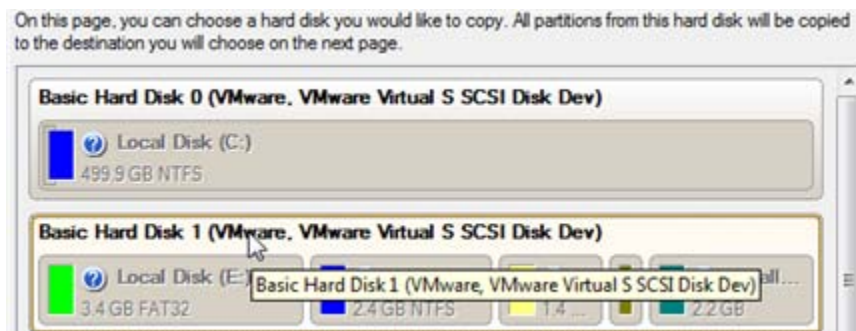 On this page, you can choose a hard disk you would like to copy. All partitions from this hard disk will be copied
to the destination you will choose on the next page.
Basic Hard Disk 0 (VMware, VMware Virtual S SCSI Disk Dev)
Local Disk (C:)
499,9 GB NTFS
Basic Hard Disk 1 (VMware, VMware Virtual S SCSI Disk Dev)
Local Disk (E:)
all...
Basic Hard Disk 1 (VMware, VMware Virtual S SCSI Disk Dev)
3.4 GB FAT32
2.4 GB NTFS
1.4 ...
2.2 GB